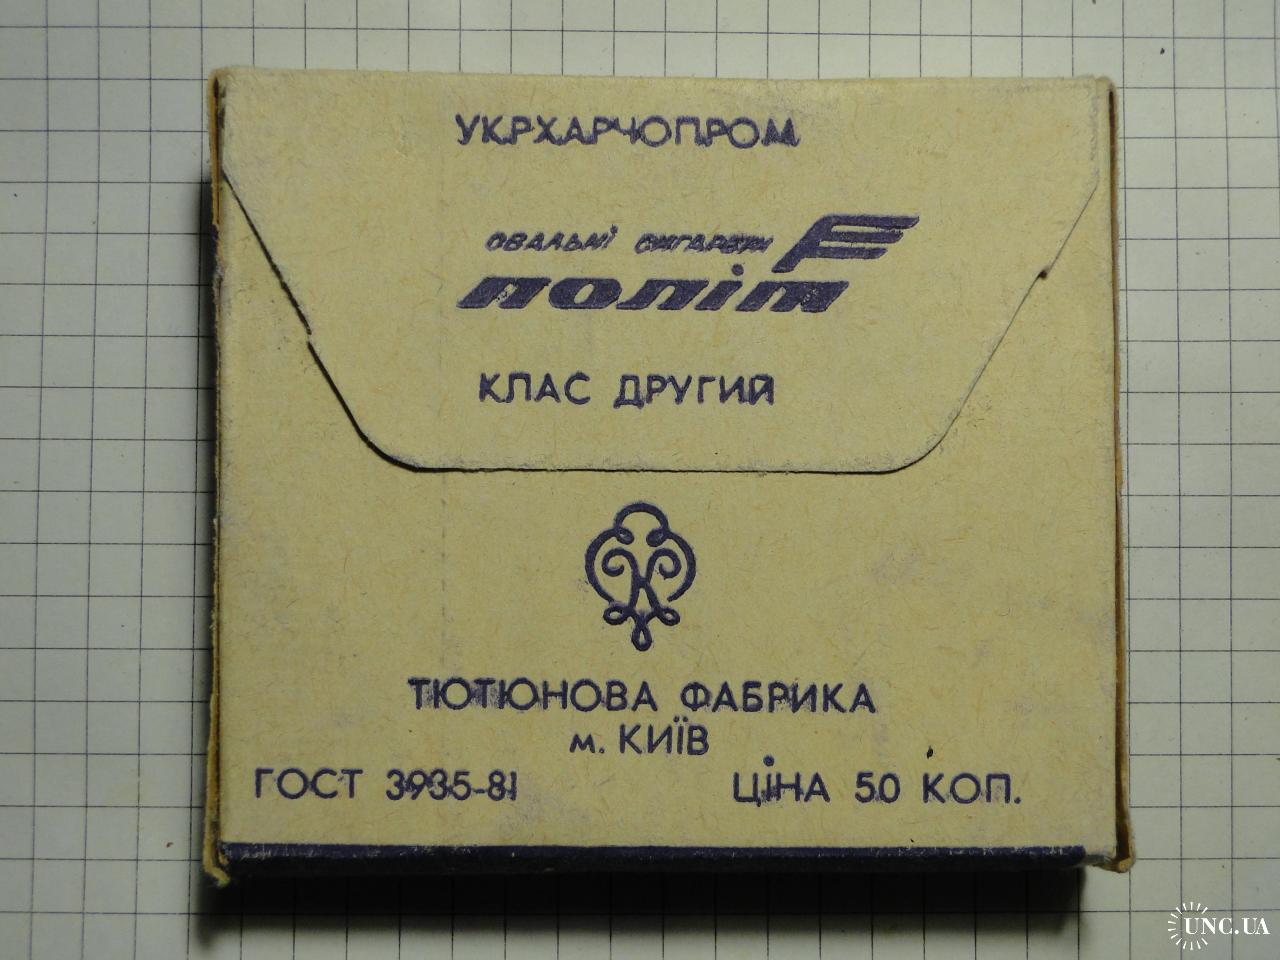 УКРХАРЧОПРОМ
овальні сигарети
політ
КЛАС ДРУГИЙ
ТЮТЮНОВА ФАБРИКА
м. КИЇВ
ГОСТ 3935-81 ЦІНА 50 КОП.
UNC.UA